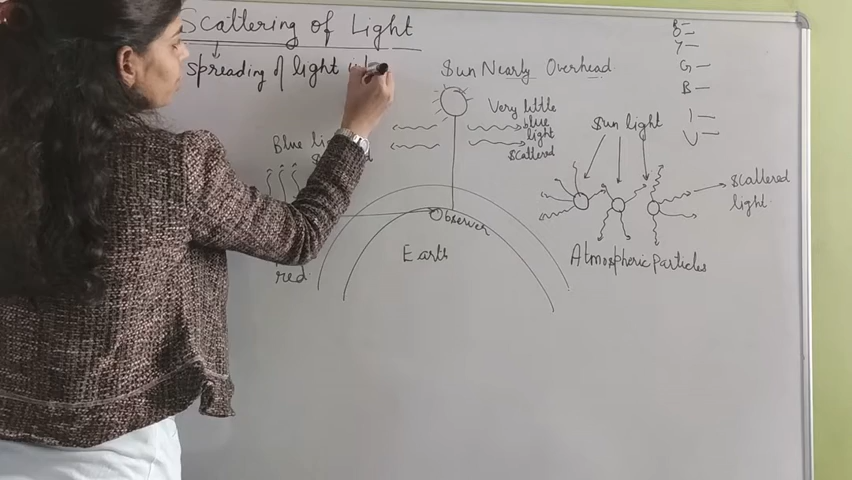 Scattering of Light
spreading of light
Sun Nearly Overhead
Very little
blue
light
scattered
Blue li
Sun light
Scattered
light
Observer
Earth
Atmospheric particles
red
Y -
G -
B -
I -
V -